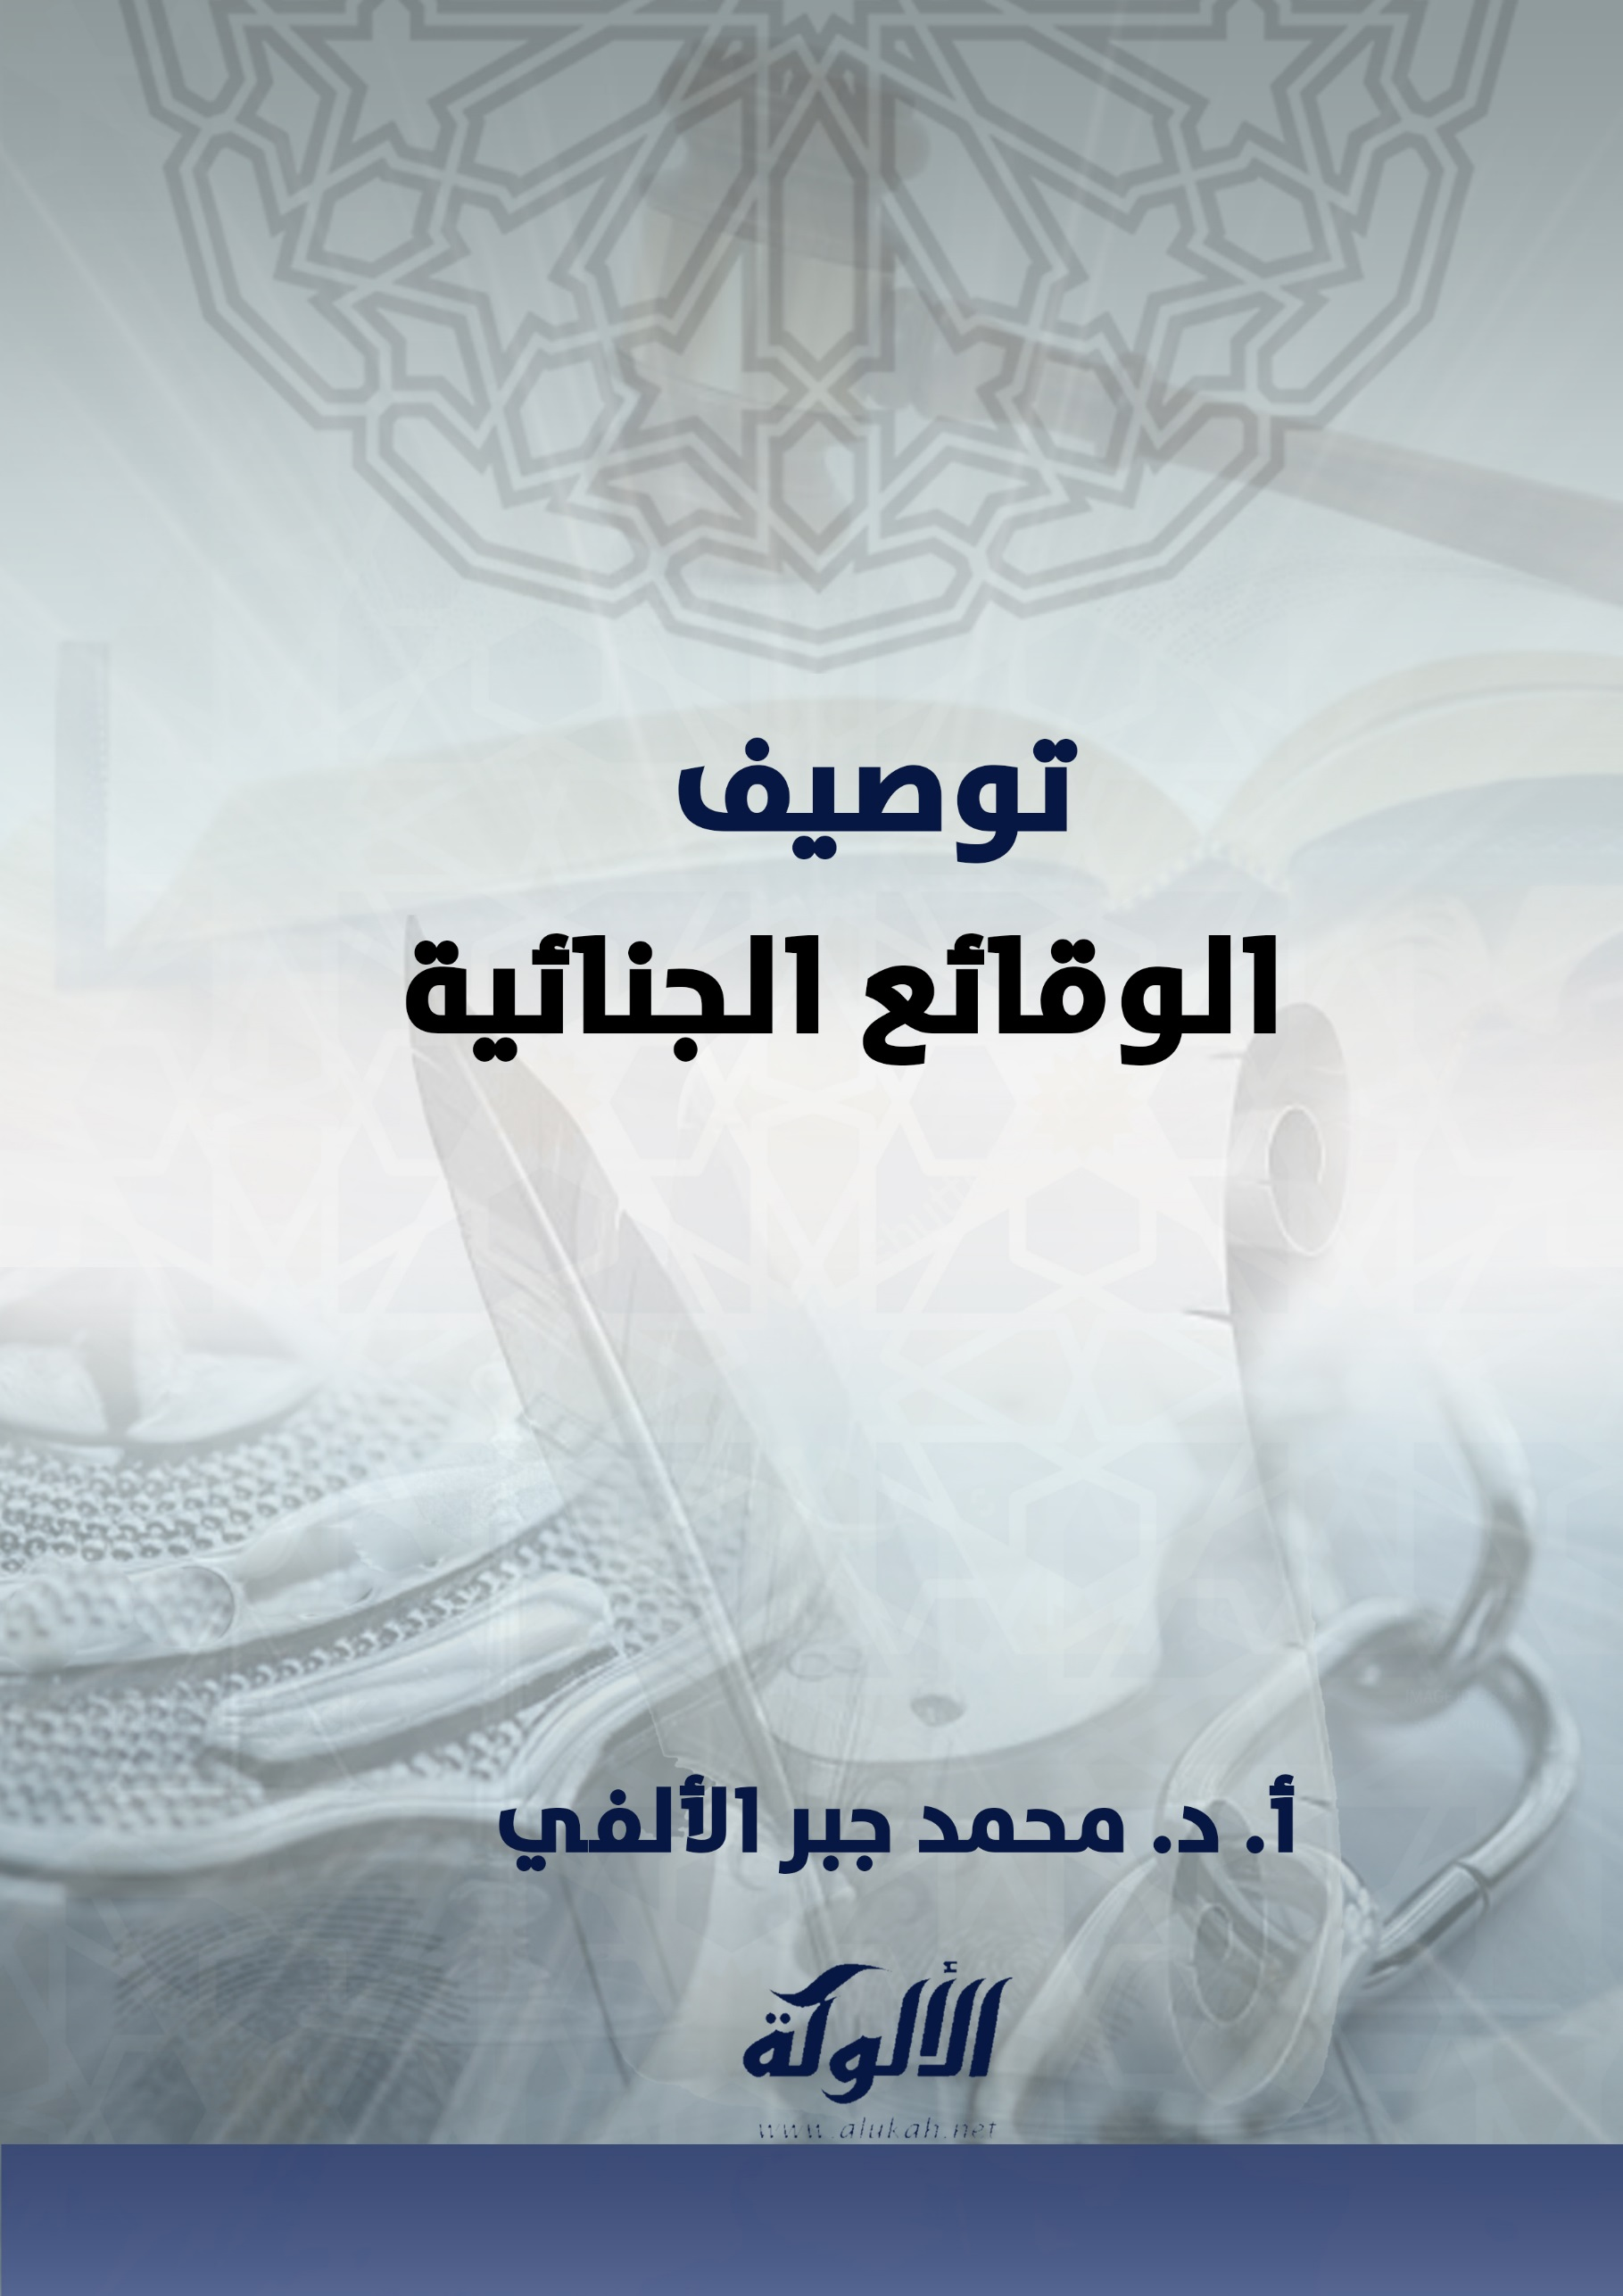 توصيف
الوقائع الجنائية
أ. د. محمد جبر الألفي
الألوكة
www.alukah.net